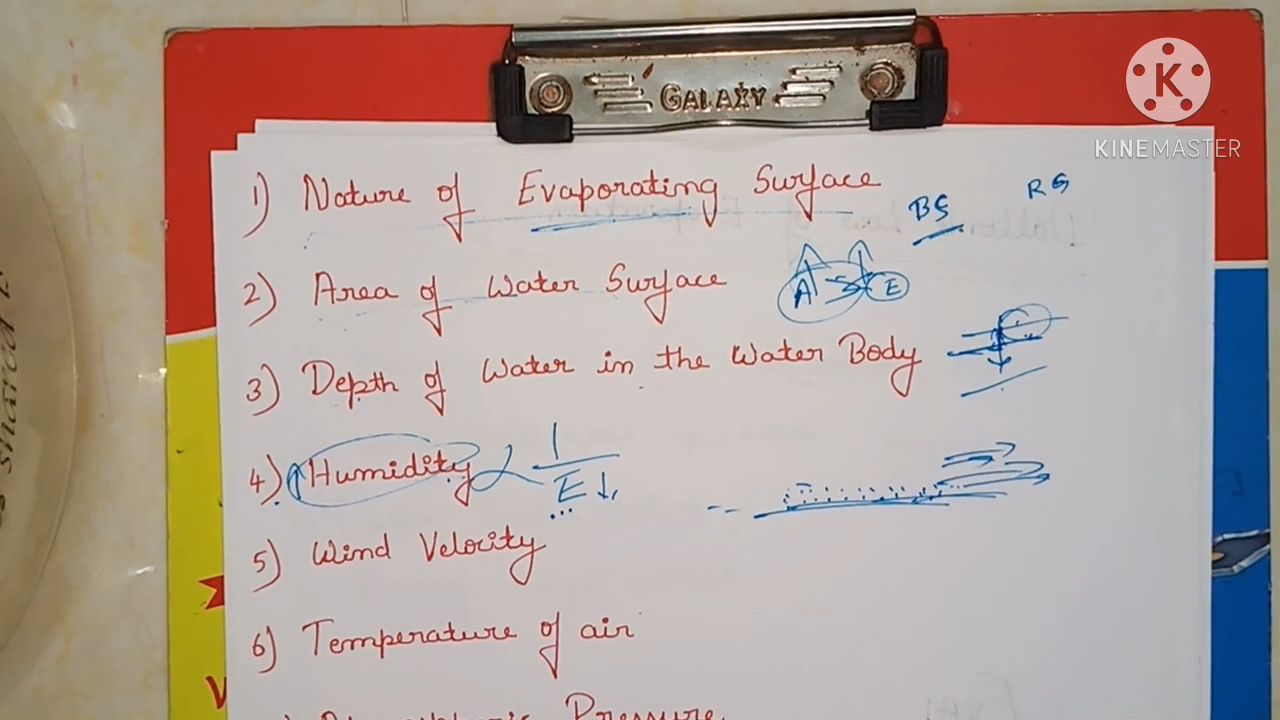 GALAXY
K
KINEMASTER
1) Nature of Evaporating Surface
BS RS
2) Area of Water Surface A E
3) Depth of Water in the Water Body
4) ↑ Humidity ∝ 1/E ↓
5) Wind Velocity
6) Temperature of air
Pressure